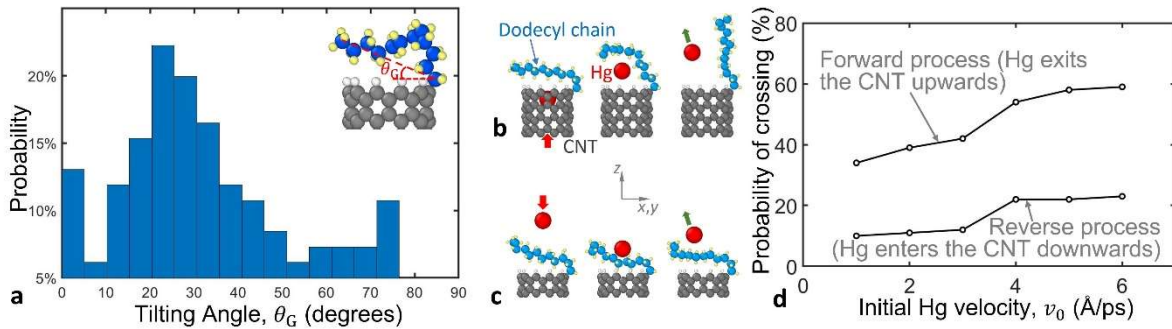 20%
15%
10%
5%
Probability
0 10 20 30 40 50 60 70 80 90
Tilting Angle, θG (degrees)
θG
a
Dodecyl chain
Hg
b
CNT
z
x,y
c
Probability of crossing (%)
80
60
40
20
0
Forward process (Hg exits
the CNT upwards)
Reverse process
(Hg enters the CNT downwards)
0 2 4 6
Initial Hg velocity, v0 (Å/ps)
d